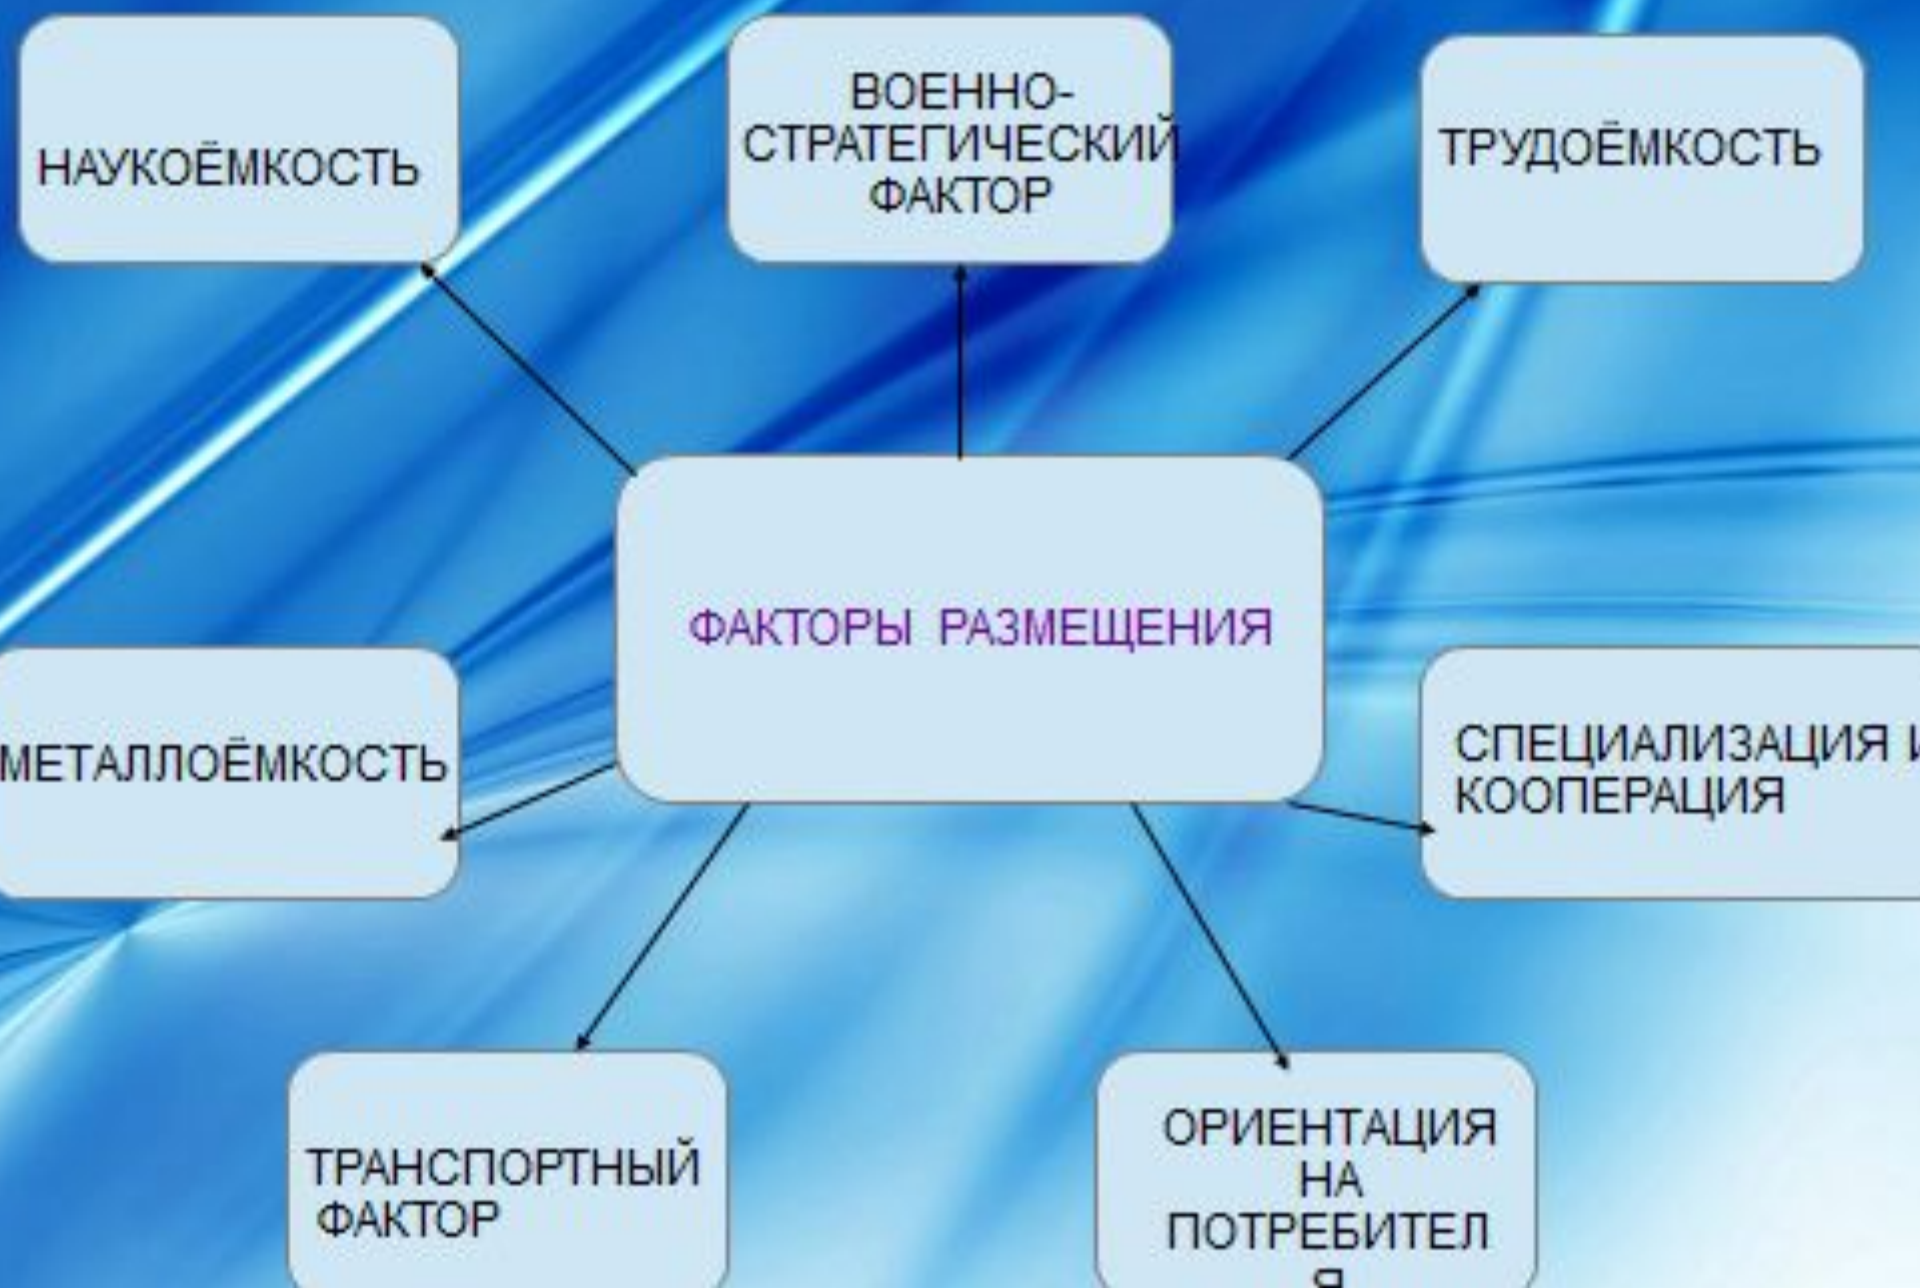 НАУКОЁМКОСТЬ
ВОЕННО-
СТРАТЕГИЧЕСКИЙ
ФАКТОР
ТРУДОЁМКОСТЬ
ФАКТОРЫ РАЗМЕЩЕНИЯ
МЕТАЛЛОЁМКОСТЬ
СПЕЦИАЛИЗАЦИЯ И
КООПЕРАЦИЯ
ТРАНСПОРТНЫЙ
ФАКТОР
ОРИЕНТАЦИЯ
НА
ПОТРЕБИТЕЛ
Я